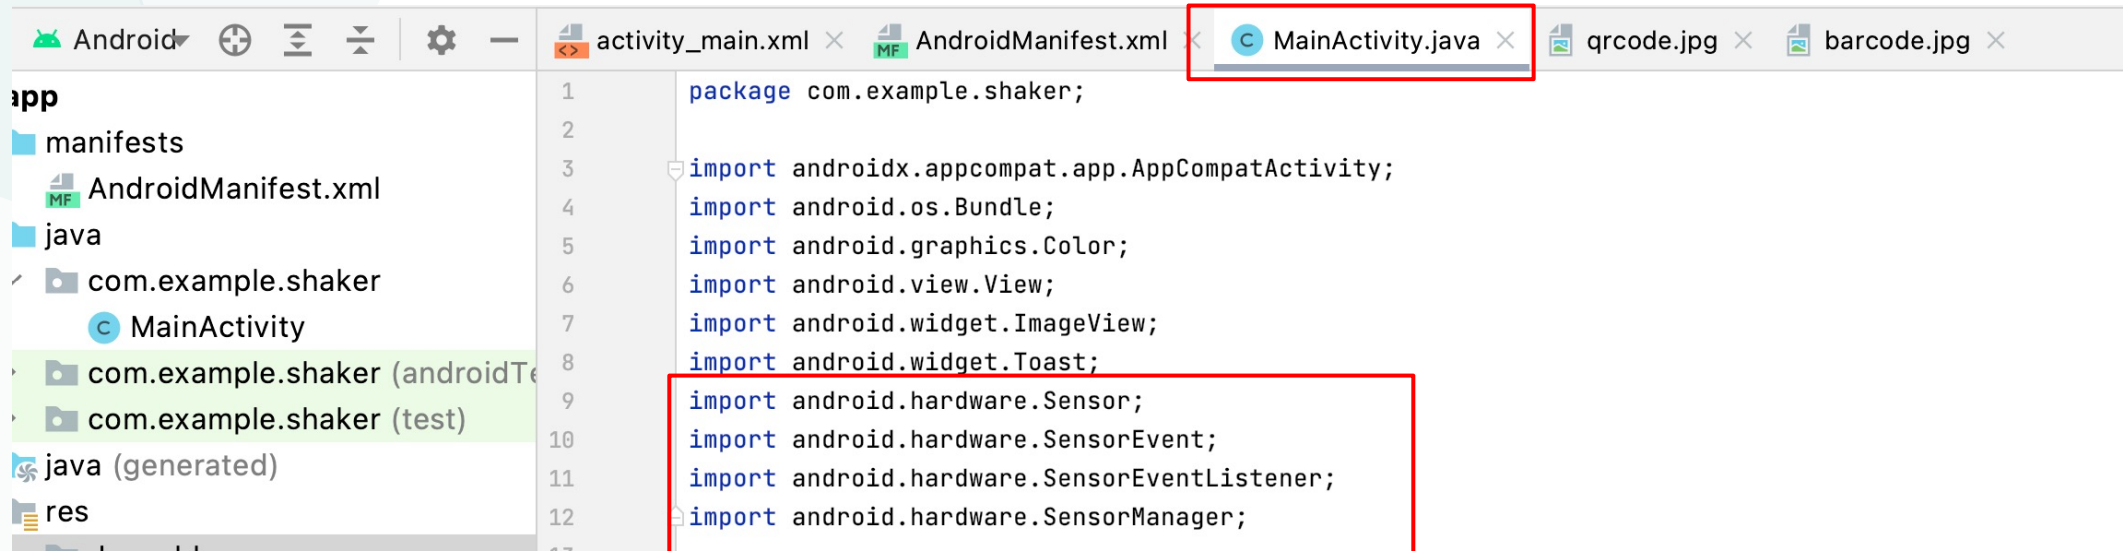 Android
activity_main.xml
AndroidManifest.xml
MainActivity.java
qrcode.jpg
barcode.jpg
app
manifests
MF AndroidManifest.xml
java
com.example.shaker
C MainActivity
com.example.shaker (androidTe
com.example.shaker (test)
java (generated)
res
1 package com.example.shaker;
2
3 import androidx.appcompat.app.AppCompatActivity;
4 import android.os.Bundle;
5 import android.graphics.Color;
6 import android.view.View;
7 import android.widget.ImageView;
8 import android.widget.Toast;
9 import android.hardware.Sensor;
10 import android.hardware.SensorEvent;
11 import android.hardware.SensorEventListener;
12 import android.hardware.SensorManager;